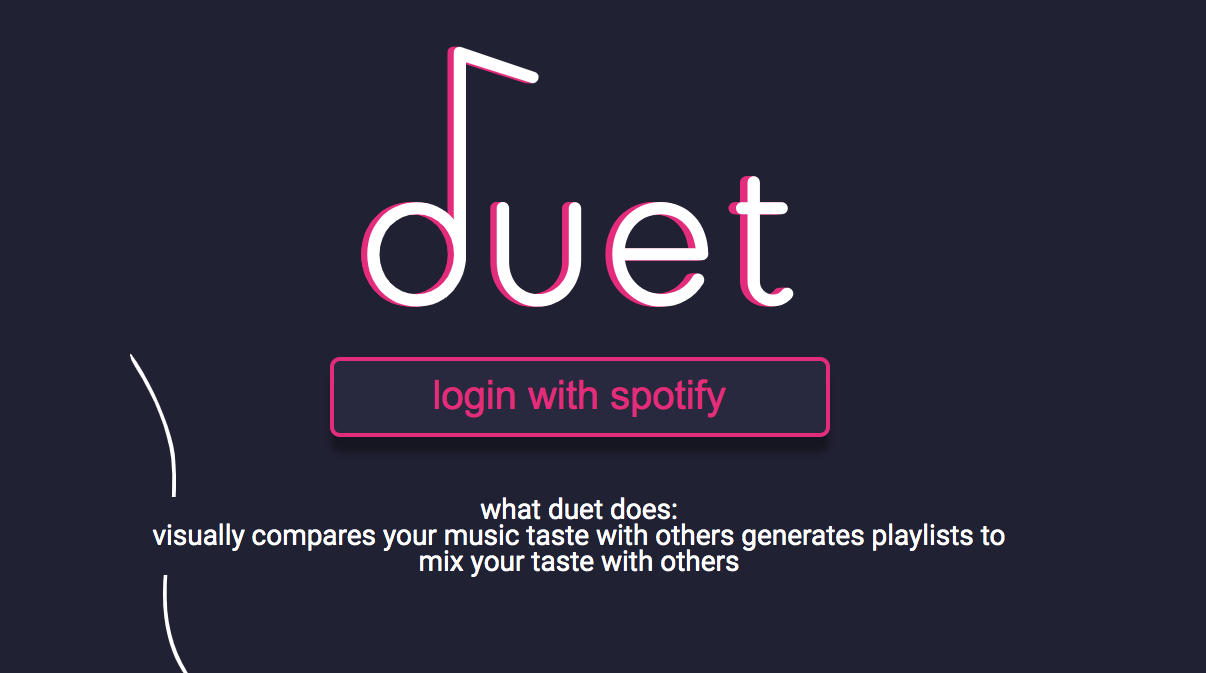 duet
login with spotify
what duet does:
visually compares your music taste with others generates playlists to
mix your taste with others